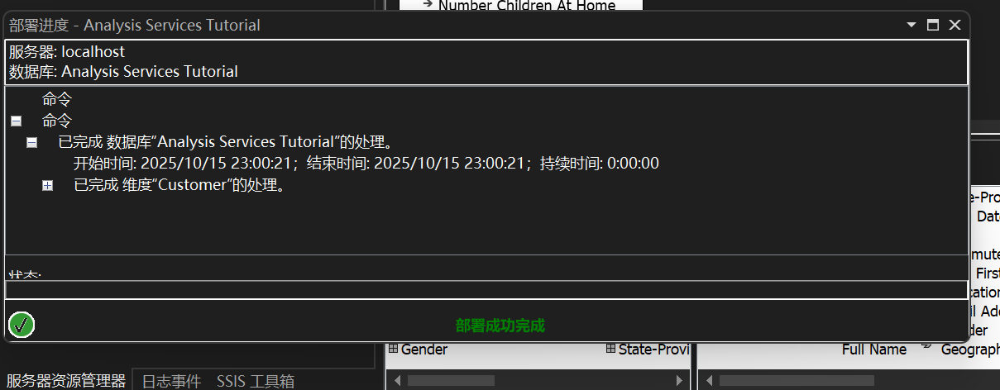 Number Children At Home
部署进度 - Analysis Services Tutorial
服务器: localhost
数据库: Analysis Services Tutorial
命令
命令
已完成 数据库“Analysis Services Tutorial”的处理。
开始时间: 2025/10/15 23:00:21；结束时间: 2025/10/15 23:00:21；持续时间: 0:00:00
已完成 维度“Customer”的处理。
状态:
部署成功完成
e-Pro
Date
mute
First
cation
il Add
der
Gender
State-Provi
Full Name
Geograph
服务器资源管理器
日志事件
SSIS 工具箱